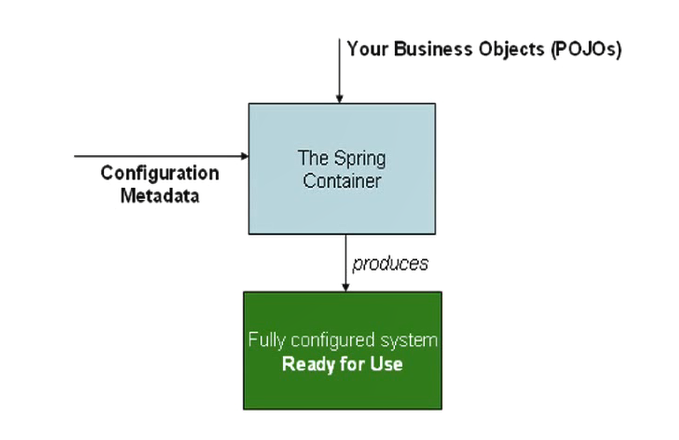 Your Business Objects (POJOs)
The Spring
Container
Configuration
Metadata
produces
Fully configured system
Ready for Use